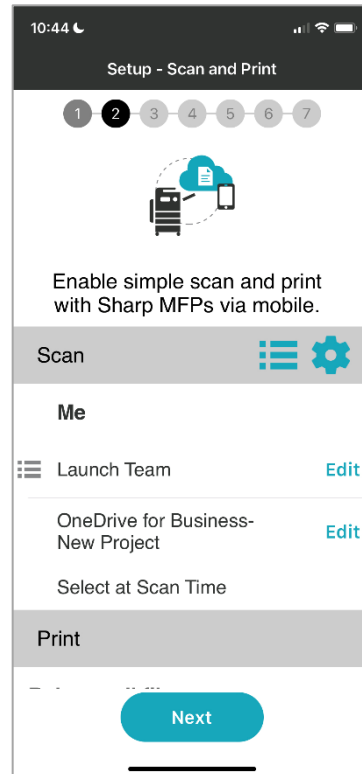 10:44
Setup - Scan and Print
1 2 3 4 5 6 7
Enable simple scan and print
with Sharp MFPs via mobile.
Scan
Me
Launch Team Edit
OneDrive for Business-
New Project Edit
Select at Scan Time
Print
Next